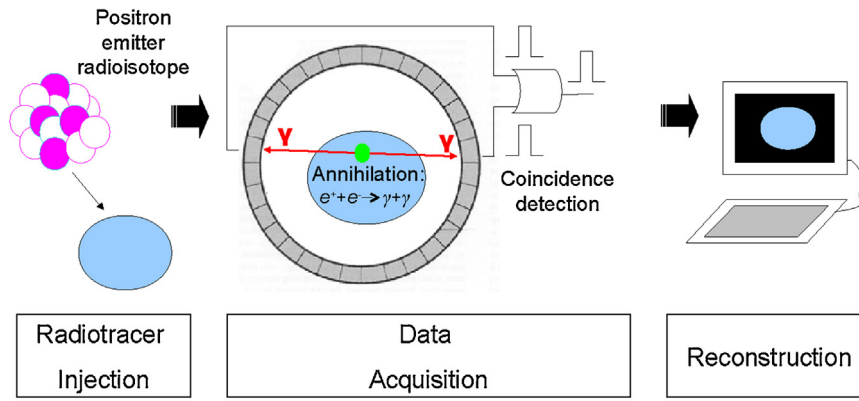 Positron
emitter
radioisotope
γ γ
Annihilation:
e⁺+e⁻→γ+γ
Coincidence
detection
Radiotracer
Injection
Data
Acquisition
Reconstruction